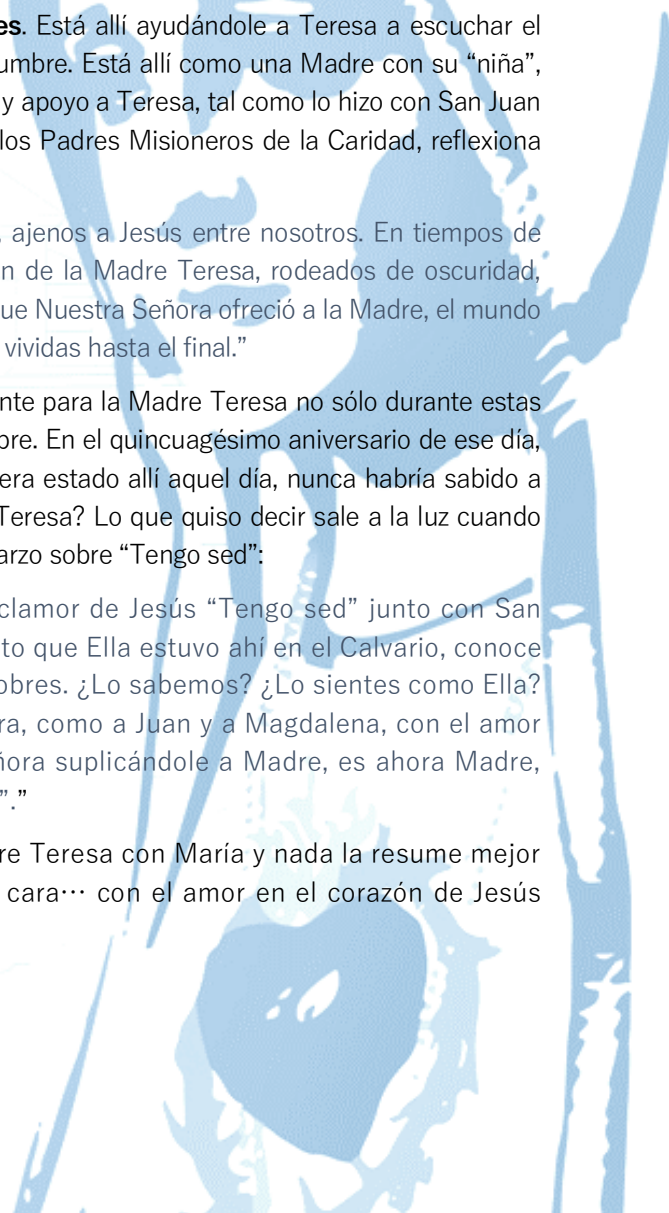 es. Está allí ayudándole a Teresa a escuchar el
umbre. Está allí como una Madre con su “niña”,
y apoyo a Teresa, tal como lo hizo con San Juan
los Padres Misioneros de la Caridad, reflexiona
, ajenos a Jesús entre nosotros. En tiempos de
n de la Madre Teresa, rodeados de oscuridad,
ue Nuestra Señora ofreció a la Madre, el mundo
vividas hasta el final.”
nte para la Madre Teresa no sólo durante estas
bre. En el quincuagésimo aniversario de ese día,
era estado allí aquel día, nunca habría sabido a
Teresa? Lo que quiso decir sale a la luz cuando
arzo sobre “Tengo sed”:
clamor de Jesús “Tengo sed” junto con San
to que Ella estuvo ahí en el Calvario, conoce
obres. ¿Lo sabemos? ¿Lo sientes como Ella?
ra, como a Juan y a Magdalena, con el amor
ñora suplicándole a Madre, es ahora Madre,
”.”
re Teresa con María y nada la resume mejor
cara… con el amor en el corazón de Jesús